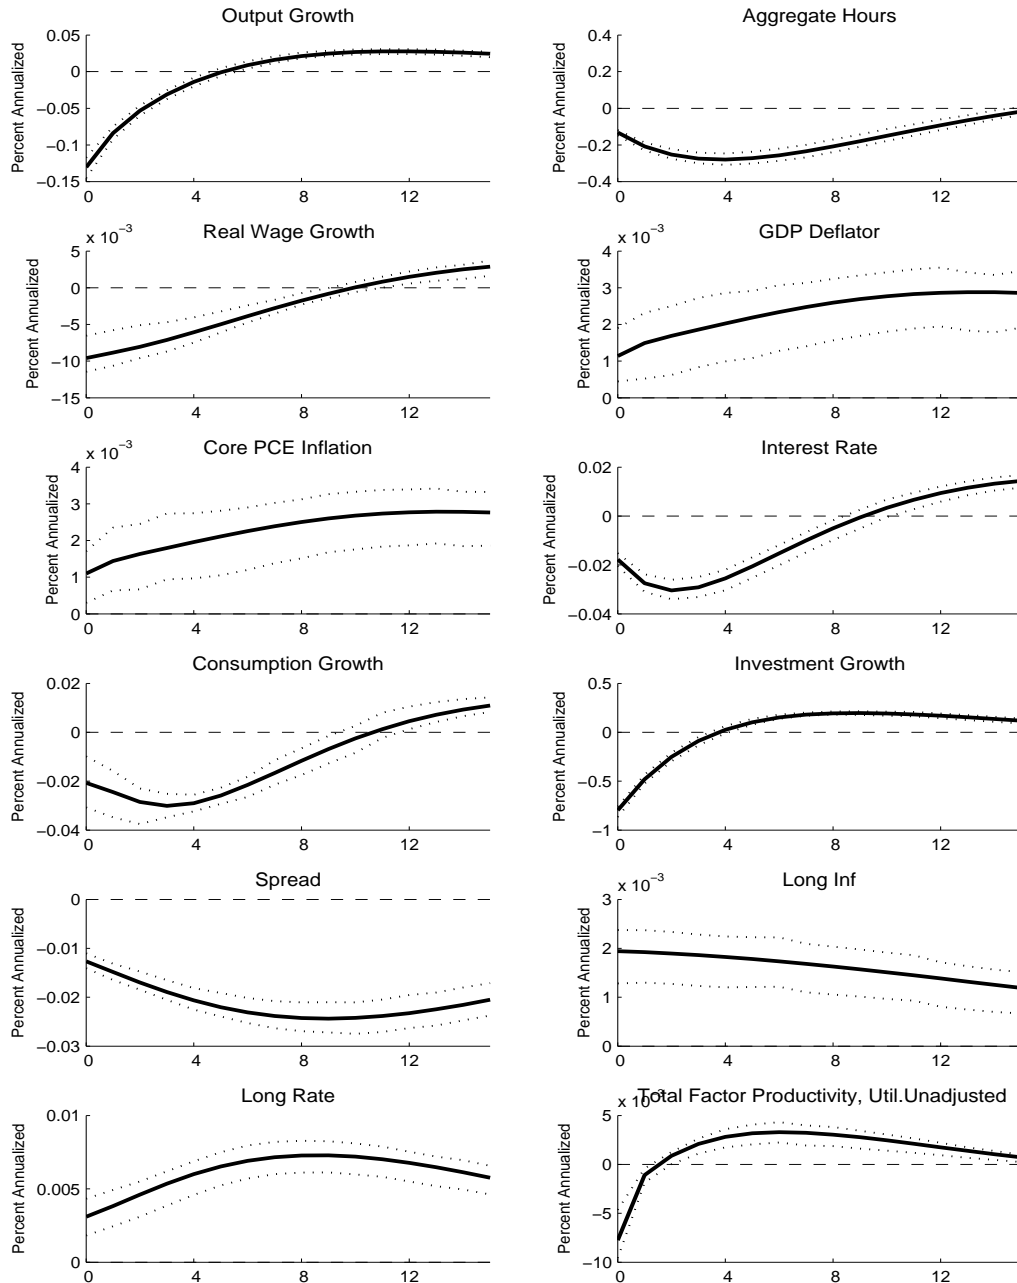 Output Growth
Percent Annualized
0.05
0
−0.05
−0.1
−0.15
0 4 8 12
Aggregate Hours
Percent Annualized
0.4
0.2
0
−0.2
−0.4
0 4 8 12
Real Wage Growth
x 10⁻³
Percent Annualized
5
0
−5
−10
−15
0 4 8 12
GDP Deflator
x 10⁻³
Percent Annualized
4
3
2
1
0
0 4 8 12
Core PCE Inflation
x 10⁻³
Percent Annualized
4
3
2
1
0
0 4 8 12
Interest Rate
Percent Annualized
0.02
0
−0.02
−0.04
0 4 8 12
Consumption Growth
Percent Annualized
0.02
0
−0.02
−0.04
0 4 8 12
Investment Growth
Percent Annualized
0.5
0
−0.5
−1
0 4 8 12
Spread
Percent Annualized
0
−0.01
−0.02
−0.03
0 4 8 12
Long Inf
x 10⁻³
Percent Annualized
3
2
1
0
0 4 8 12
Long Rate
Percent Annualized
0.01
0.005
0
0 4 8 12
Total Factor Productivity, Util.Unadjusted
x 10⁻³
Percent Annualized
5
0
−5
−10
0 4 8 12